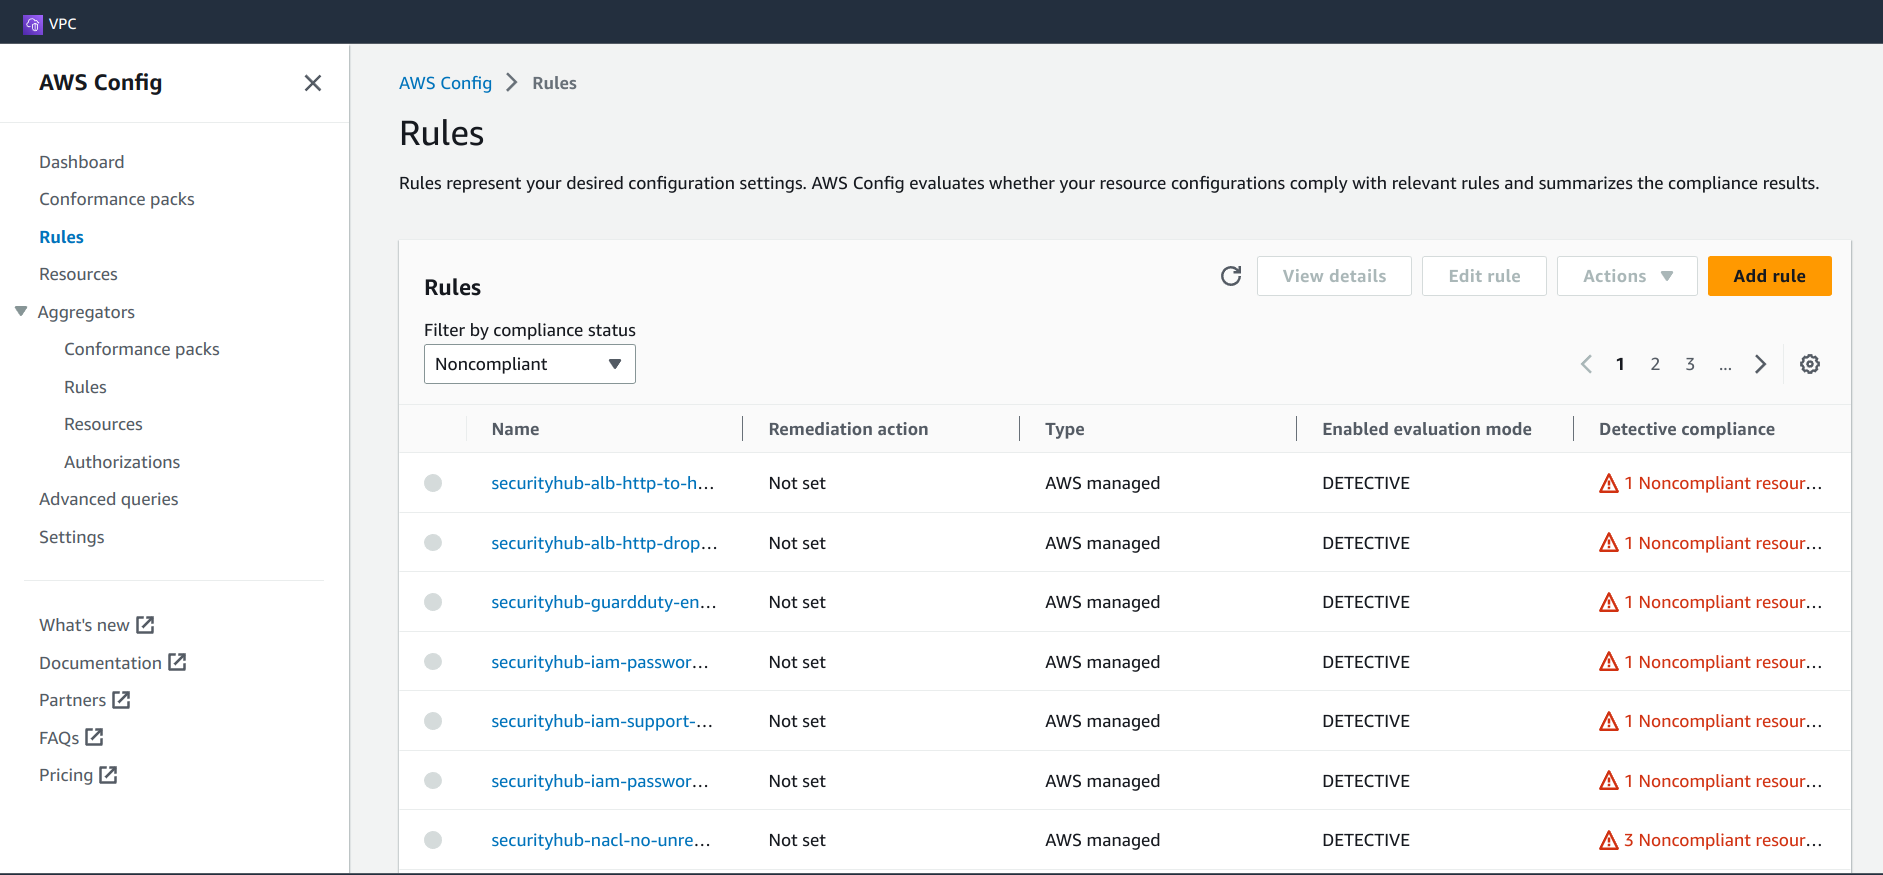 VPC
AWS Config
Dashboard
Conformance packs
Rules
Resources
Aggregators
Conformance packs
Rules
Resources
Authorizations
Advanced queries
Settings
What's new
Documentation
Partners
FAQs
Pricing
AWS Config > Rules
Rules
Rules represent your desired configuration settings. AWS Config evaluates whether your resource configurations comply with relevant rules and summarizes the compliance results.
Rules
View details Edit rule Actions Add rule
Filter by compliance status
Noncompliant
1 2 3 ...
Name Remediation action Type Enabled evaluation mode Detective compliance
securityhub-alb-http-to-h... Not set AWS managed DETECTIVE 1 Noncompliant resour...
securityhub-alb-http-drop... Not set AWS managed DETECTIVE 1 Noncompliant resour...
securityhub-guardduty-en... Not set AWS managed DETECTIVE 1 Noncompliant resour...
securityhub-iam-passwor... Not set AWS managed DETECTIVE 1 Noncompliant resour...
securityhub-iam-support-... Not set AWS managed DETECTIVE 1 Noncompliant resour...
securityhub-iam-passwor... Not set AWS managed DETECTIVE 1 Noncompliant resour...
securityhub-nacl-no-unre... Not set AWS managed DETECTIVE 3 Noncompliant resour...